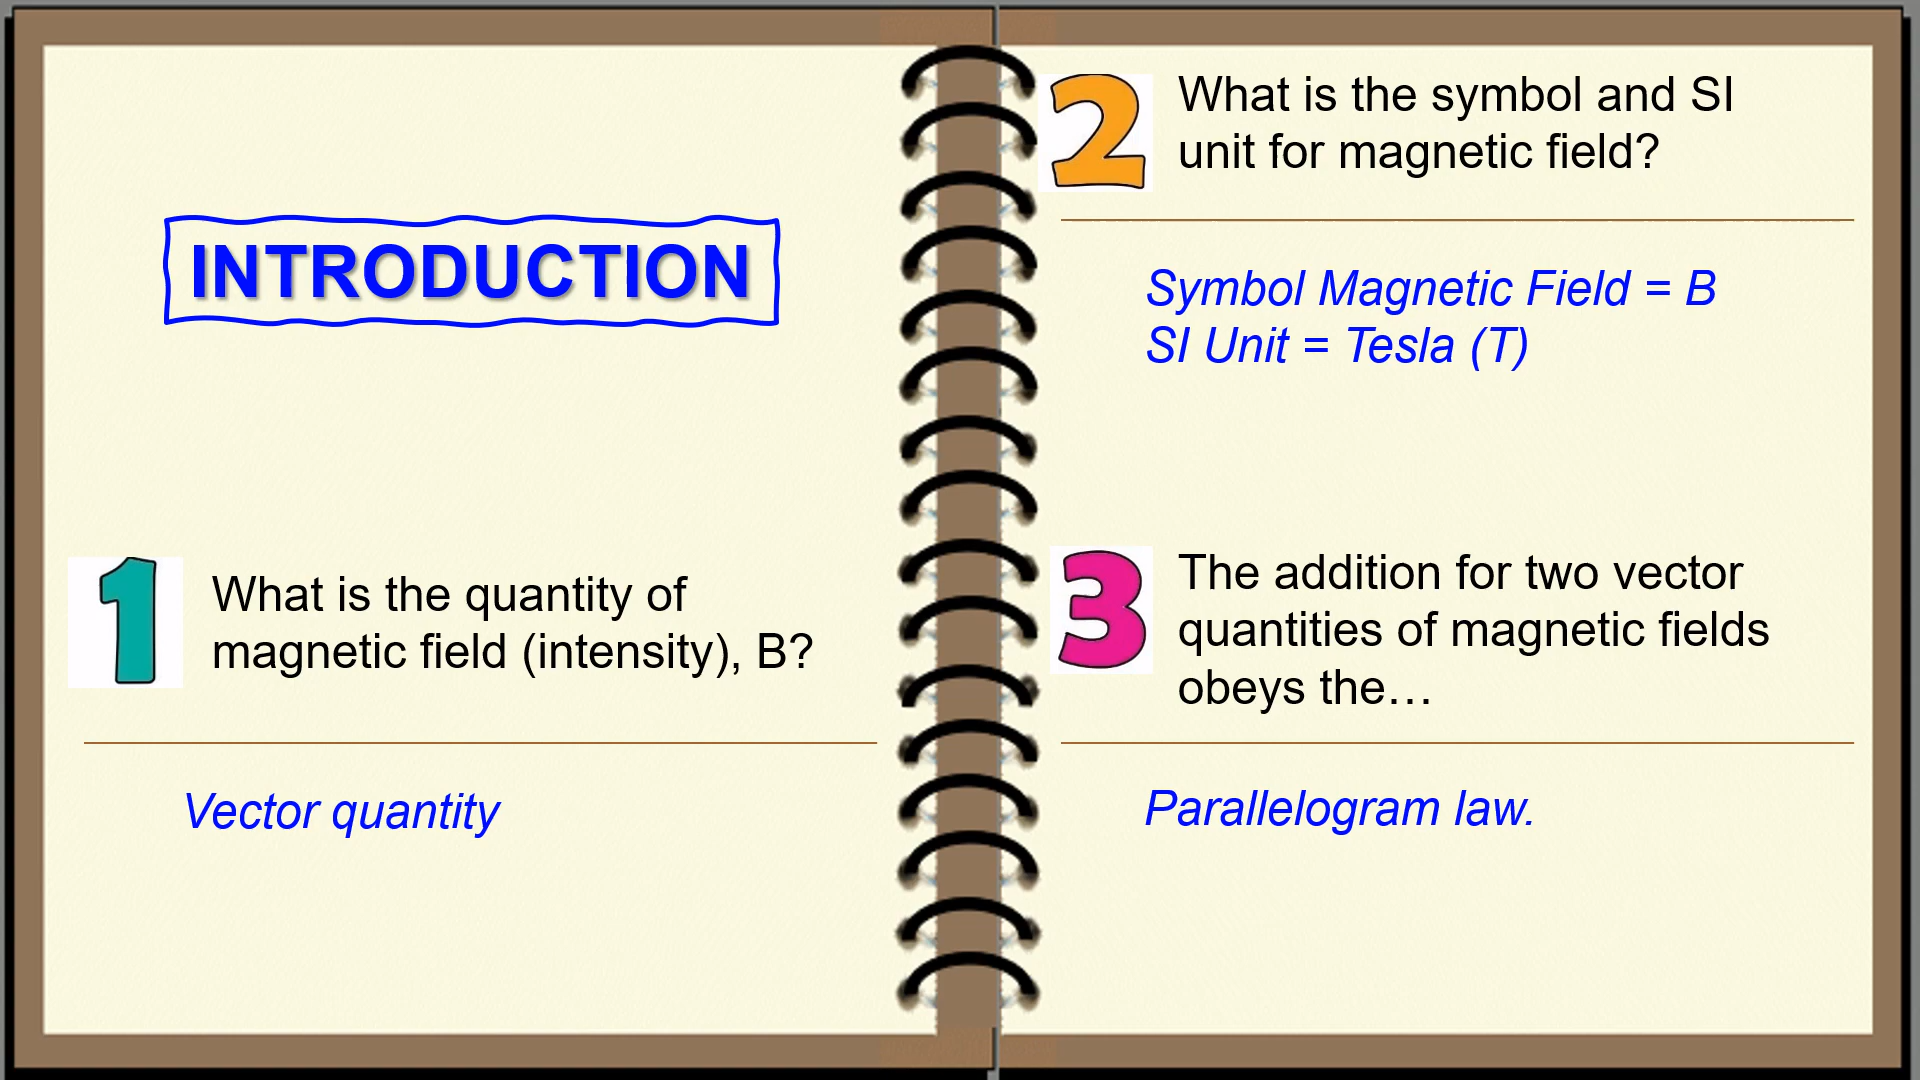 INTRODUCTION
1
What is the quantity of
magnetic field (intensity), B?
Vector quantity
2
What is the symbol and SI
unit for magnetic field?
Symbol Magnetic Field = B
SI Unit = Tesla (T)
3
The addition for two vector
quantities of magnetic fields
obeys the…
Parallelogram law.